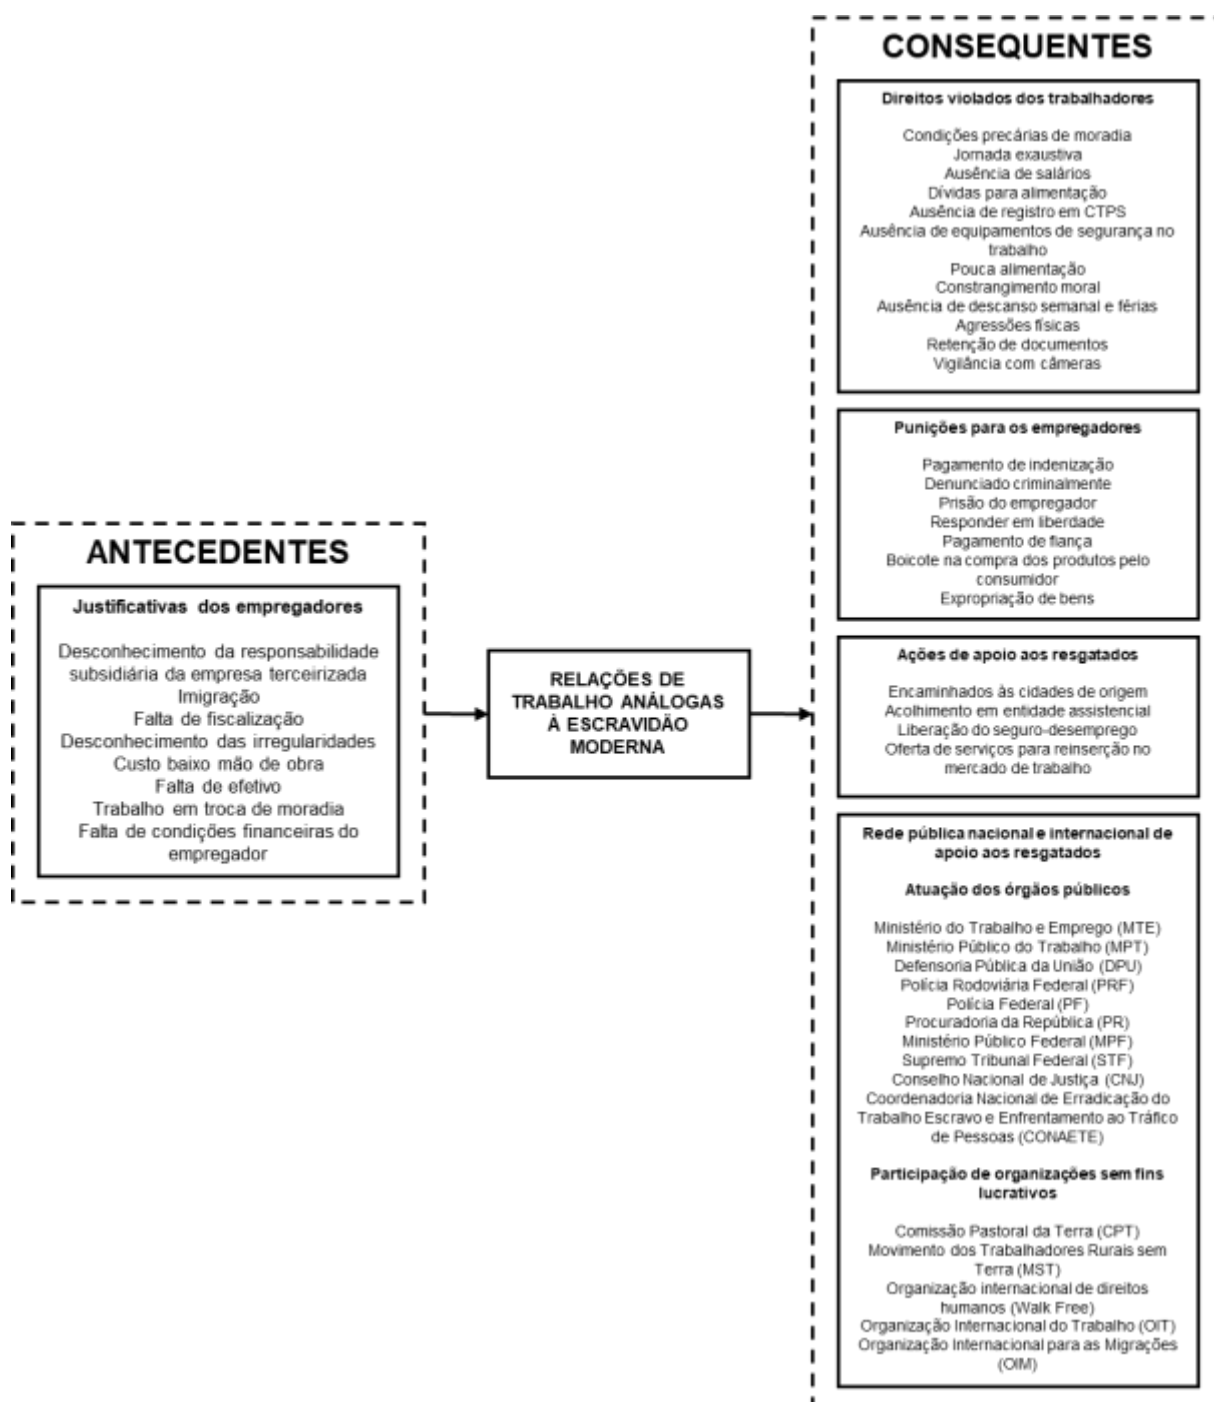 ANTECEDENTES
Justificativas dos empregadores
Desconhecimento da responsabilidade
subsidiária da empresa terceirizada
Imigração
Falta de fiscalização
Desconhecimento das irregularidades
Custo baixo mão de obra
Falta de efetivo
Trabalho em troca de moradia
Falta de condições financeiras do
empregador
RELAÇÕES DE
TRABALHO ANÁLOGAS
À ESCRAVIDÃO
MODERNA
CONSEQUENTES
Direitos violados dos trabalhadores
Condições precárias de moradia
Jornada exaustiva
Ausência de salários
Dívidas para alimentação
Ausência de registro em CTPS
Ausência de equipamentos de segurança no
trabalho
Pouca alimentação
Constrangimento moral
Ausência de descanso semanal e férias
Agressões físicas
Retenção de documentos
Vigilância com câmeras
Punições para os empregadores
Pagamento de indenização
Denunciado criminalmente
Prisão do empregador
Responder em liberdade
Pagamento de fiança
Boicote na compra dos produtos pelo
consumidor
Expropriação de bens
Ações de apoio aos resgatados
Encaminhados às cidades de origem
Acolhimento em entidade assistencial
Liberação do seguro-desemprego
Oferta de serviços para reinserção no
mercado de trabalho
Rede pública nacional e internacional de
apoio aos resgatados
Atuação dos órgãos públicos
Ministério do Trabalho e Emprego (MTE)
Ministério Público do Trabalho (MPT)
Defensoria Pública da União (DPU)
Polícia Rodoviária Federal (PRF)
Polícia Federal (PF)
Procuradoria da República (PR)
Ministério Público Federal (MPF)
Supremo Tribunal Federal (STF)
Conselho Nacional de Justiça (CNJ)
Coordenadoria Nacional de Erradicação do
Trabalho Escravo e Enfrentamento ao Tráfico
de Pessoas (CONAETE)
Participação de organizações sem fins
lucrativos
Comissão Pastoral da Terra (CPT)
Movimento dos Trabalhadores Rurais sem
Terra (MST)
Organização internacional de direitos
humanos (Walk Free)
Organização Internacional do Trabalho (OIT)
Organização Internacional para as Migrações
(OIM)